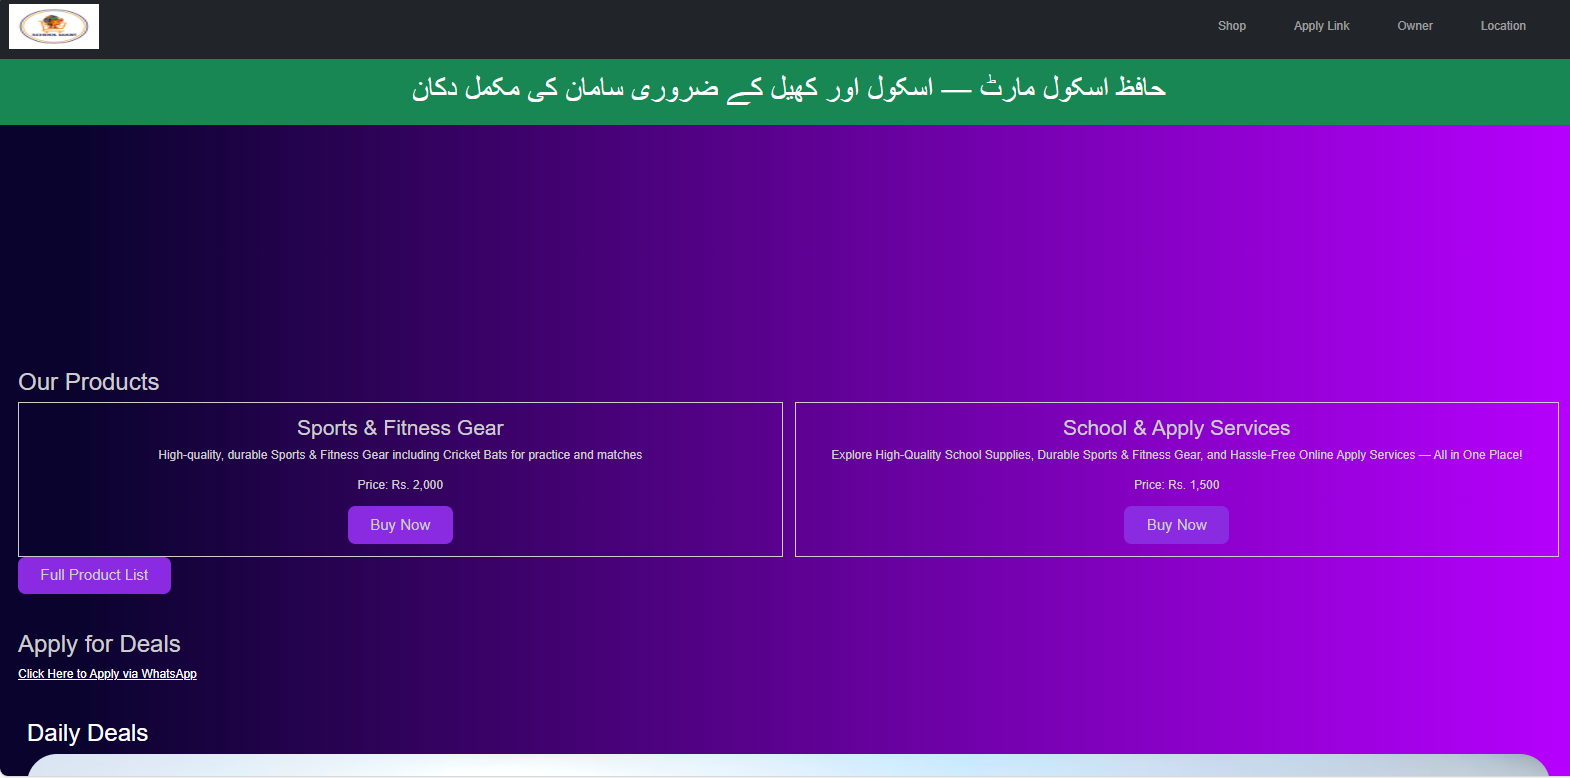 Shop
Apply Link
Owner
Location
حافظ اسکول مارٹ — اسکول اور کھیل کے ضروری سامان کی مکمل دکان
Our Products
Sports & Fitness Gear
High-quality, durable Sports & Fitness Gear including Cricket Bats for practice and matches
Price: Rs. 2,000
Buy Now
School & Apply Services
Explore High-Quality School Supplies, Durable Sports & Fitness Gear, and Hassle-Free Online Apply Services — All in One Place!
Price: Rs. 1,500
Buy Now
Full Product List
Apply for Deals
Click Here to Apply via WhatsApp
Daily Deals